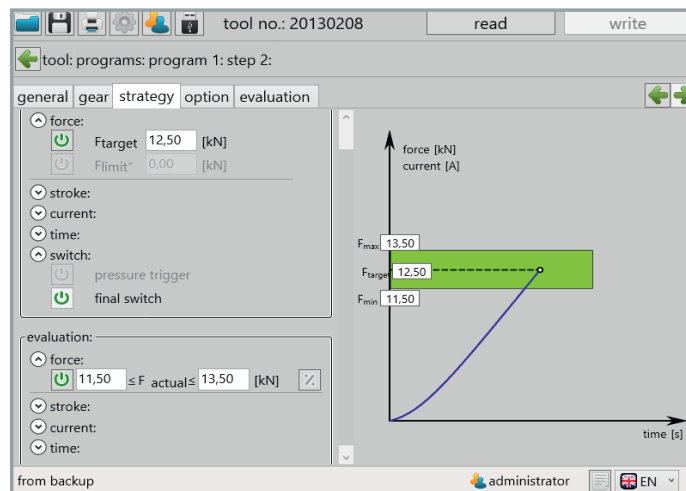 tool no.: 20130208 read write
tool: programs: program 1: step 2:
general gear strategy option evaluation
force:
Ftarget 12,50 [kN]
Flimit" 0,00 [kN]
stroke:
current:
time:
switch:
pressure trigger
final switch
evaluation:
force:
11,50 ≤ F actual ≤ 13,50 [kN] %
stroke:
current:
time:
force [kN]
current [A]
Fmax 13,50
Ftarget 12,50
Fmin 11,50
time [s]
from backup administrator EN